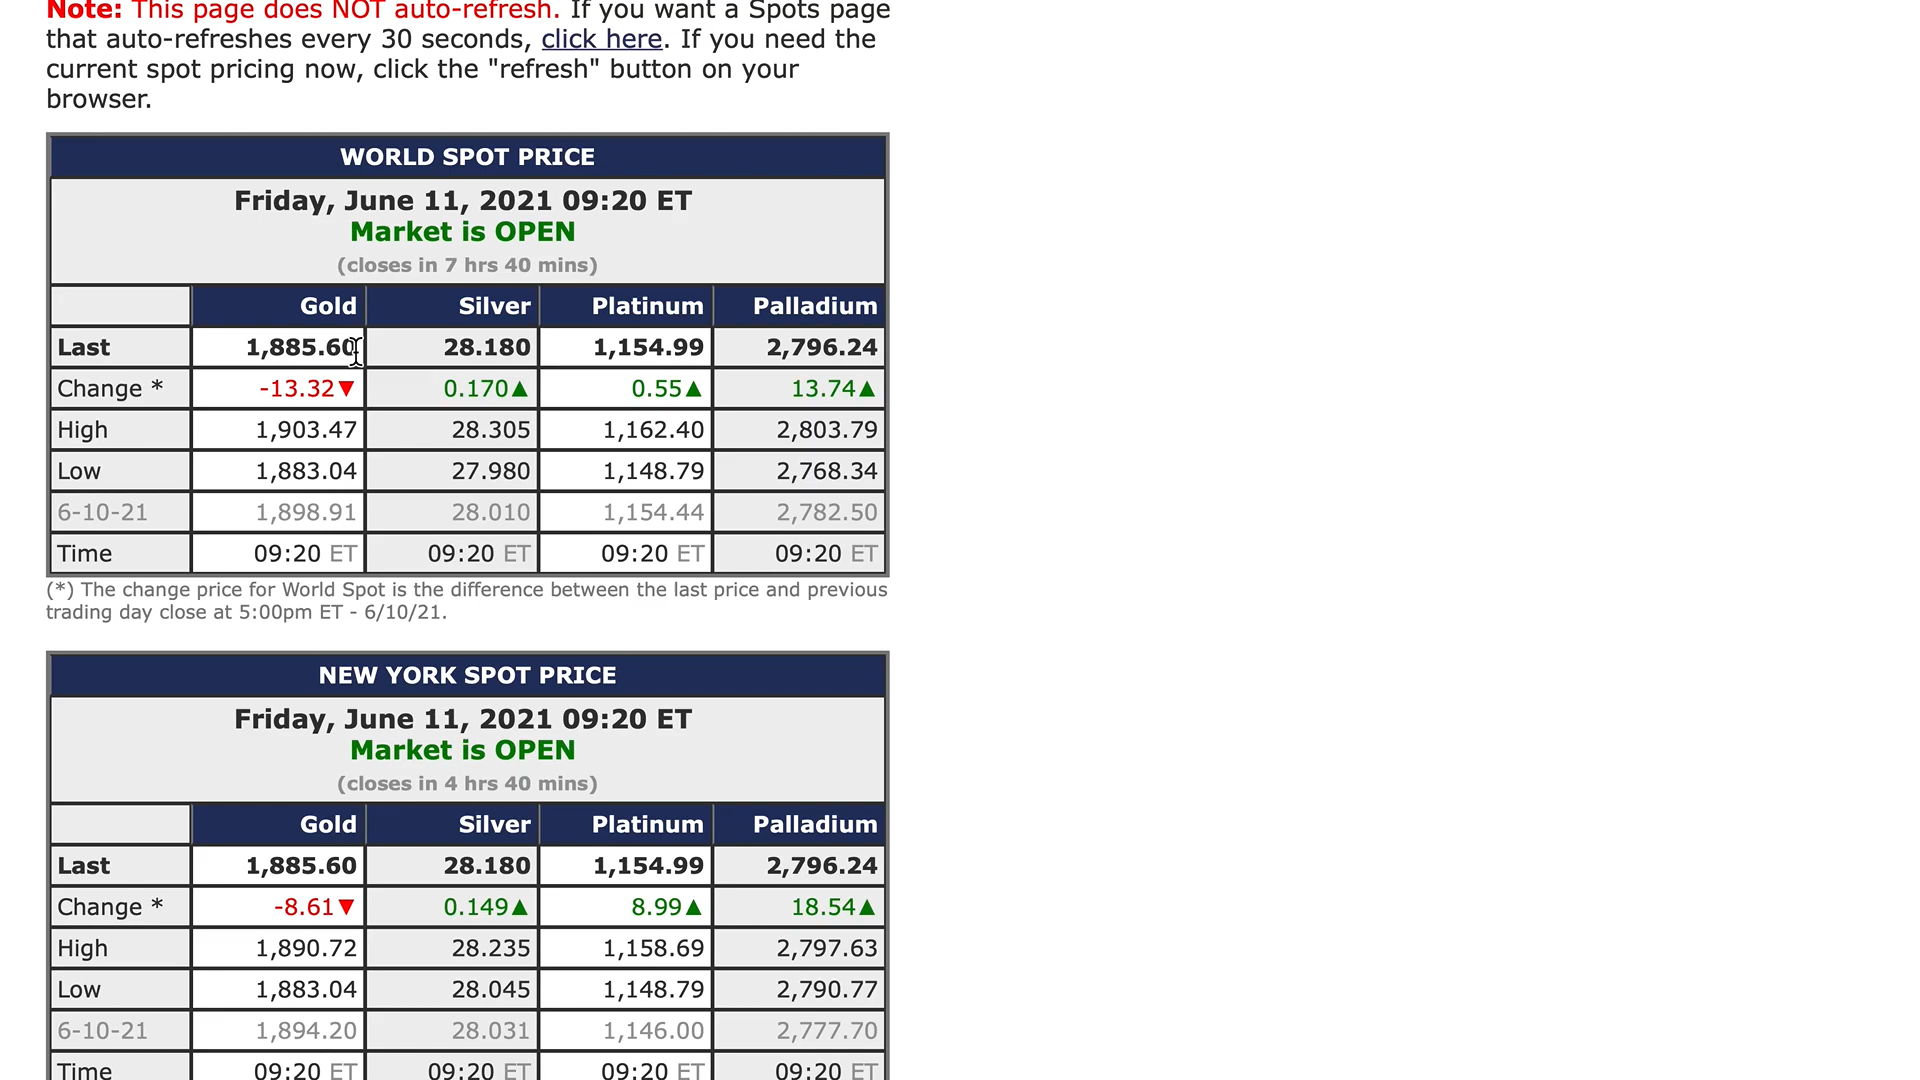 Note: This page does NOT auto-refresh. If you want a Spots page
that auto-refreshes every 30 seconds, click here. If you need the
current spot pricing now, click the "refresh" button on your
browser.
WORLD SPOT PRICE
Friday, June 11, 2021 09:20 ET
Market is OPEN
(closes in 7 hrs 40 mins)
Gold Silver Platinum Palladium
Last 1,885.60 28.180 1,154.99 2,796.24
Change * -13.32▼ 0.170▲ 0.55▲ 13.74▲
High 1,903.47 28.305 1,162.40 2,803.79
Low 1,883.04 27.980 1,148.79 2,768.34
6-10-21 1,898.91 28.010 1,154.44 2,782.50
Time 09:20 ET 09:20 ET 09:20 ET 09:20 ET
(*) The change price for World Spot is the difference between the last price and previous
trading day close at 5:00pm ET - 6/10/21.
NEW YORK SPOT PRICE
Friday, June 11, 2021 09:20 ET
Market is OPEN
(closes in 4 hrs 40 mins)
Gold Silver Platinum Palladium
Last 1,885.60 28.180 1,154.99 2,796.24
Change * -8.61▼ 0.149▲ 8.99▲ 18.54▲
High 1,890.72 28.235 1,158.69 2,797.63
Low 1,883.04 28.045 1,148.79 2,790.77
6-10-21 1,894.20 28.031 1,146.00 2,777.70
Time 09:20 ET 09:20 ET 09:20 ET 09:20 ET